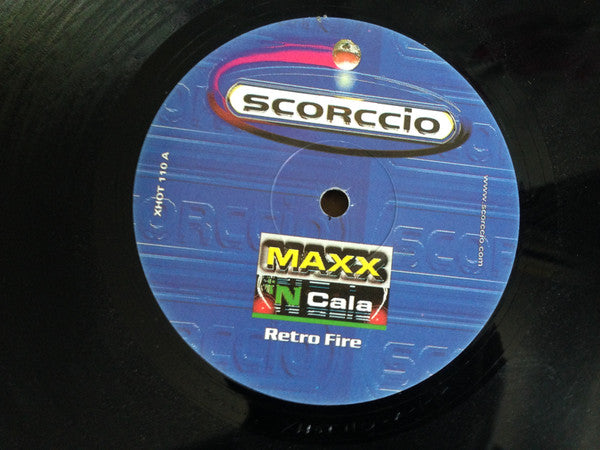 SCORCCiO
XHOT 110 A
www.scorccio.com
MAXX
'N Cala
Retro Fire